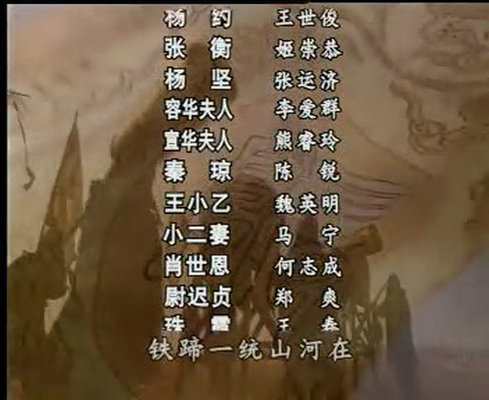 杨约 王世俊
张衡 姬崇恭
杨坚 张运济
容华夫人 李爱群
宣华夫人 熊睿玲
秦琼 陈锐
王小乙 魏英明
小二妻 马宁
肖世恩 何志成
尉迟贞 郑爽
珠 王春
铁蹄一统山河在